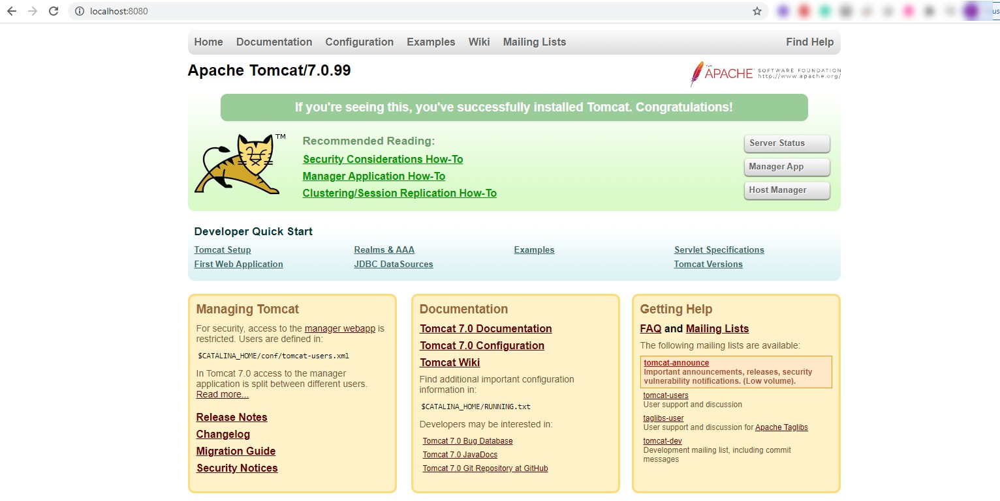 localhost:8080
us
Home Documentation Configuration Examples Wiki Mailing Lists Find Help
Apache Tomcat/7.0.99
THE
APACHE SOFTWARE FOUNDATION
http://www.apache.org/
If you're seeing this, you've successfully installed Tomcat. Congratulations!
TM
Recommended Reading:
Security Considerations How-To
Manager Application How-To
Clustering/Session Replication How-To
Server Status
Manager App
Host Manager
Developer Quick Start
Tomcat Setup
First Web Application
Realms & AAA
JDBC DataSources
Examples
Servlet Specifications
Tomcat Versions
Managing Tomcat
For security, access to the manager webapp is
restricted. Users are defined in:
$CATALINA_HOME/conf/tomcat-users.xml
In Tomcat 7.0 access to the manager
application is split between different users.
Read more...
Release Notes
Changelog
Migration Guide
Security Notices
Documentation
Tomcat 7.0 Documentation
Tomcat 7.0 Configuration
Tomcat Wiki
Find additional important configuration
information in:
$CATALINA_HOME/RUNNING.txt
Developers may be interested in:
Tomcat 7.0 Bug Database
Tomcat 7.0 JavaDocs
Tomcat 7.0 Git Repository at GitHub
Getting Help
FAQ and Mailing Lists
The following mailing lists are available:
tomcat-announce
Important announcements, releases, security
vulnerability notifications. (Low volume).
tomcat-users
User support and discussion
taglibs-user
User support and discussion for Apache Taglibs
tomcat-dev
Development mailing list, including commit
messages